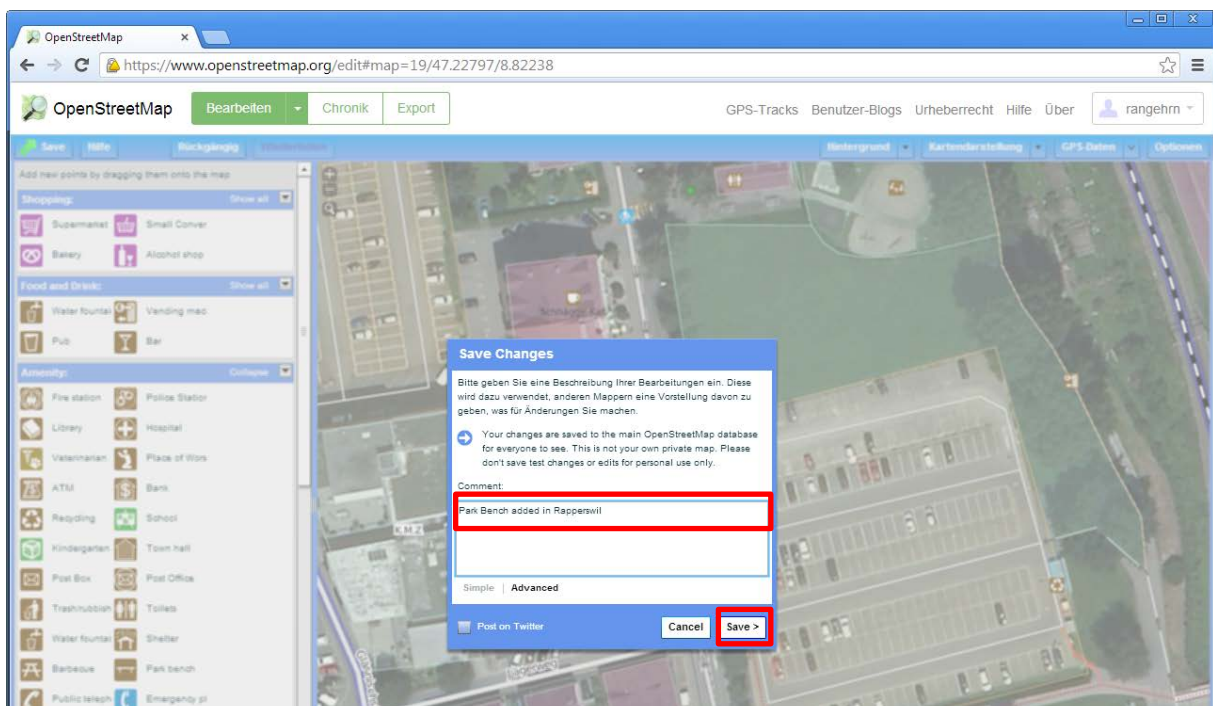 OpenStreetMap
https://www.openstreetmap.org/edit#map=19/47.22797/8.82238
OpenStreetMap Bearbeiten Chronik Export GPS-Tracks Benutzer-Blogs Urheberrecht Hilfe Über rangehrn
Save Hilfe Rückgängig Hintergrund Kartendarstellung GPS-Daten Optionen
Add new points by dragging them onto the map
Shopping: Show all
Supermarket Small Conver
Bakery Alcohol shop
Food and Drink: Show all
Water fountai Vending mac
Pub Bar
Amenity: Collapse
Fire station Police Station
Library Hospital
Veterinarian Place of Wors
ATM Bank
Recycling School
Kindergarten Town hall
Post Box Post Office
Trash/rubbish Toilets
Water fountai Shelter
Barbecue Park bench
Public teleph Emergency pl
Save Changes
Bitte geben Sie eine Beschreibung Ihrer Bearbeitungen ein. Diese
wird dazu verwendet, anderen Mappern eine Vorstellung davon zu
geben, was für Änderungen Sie machen.
Your changes are saved to the main OpenStreetMap database
for everyone to see. This is not your own private map. Please
don't save test changes or edits for personal use only.
Comment:
Park Bench added in Rapperswil
Simple | Advanced
Post on Twitter Cancel Save >